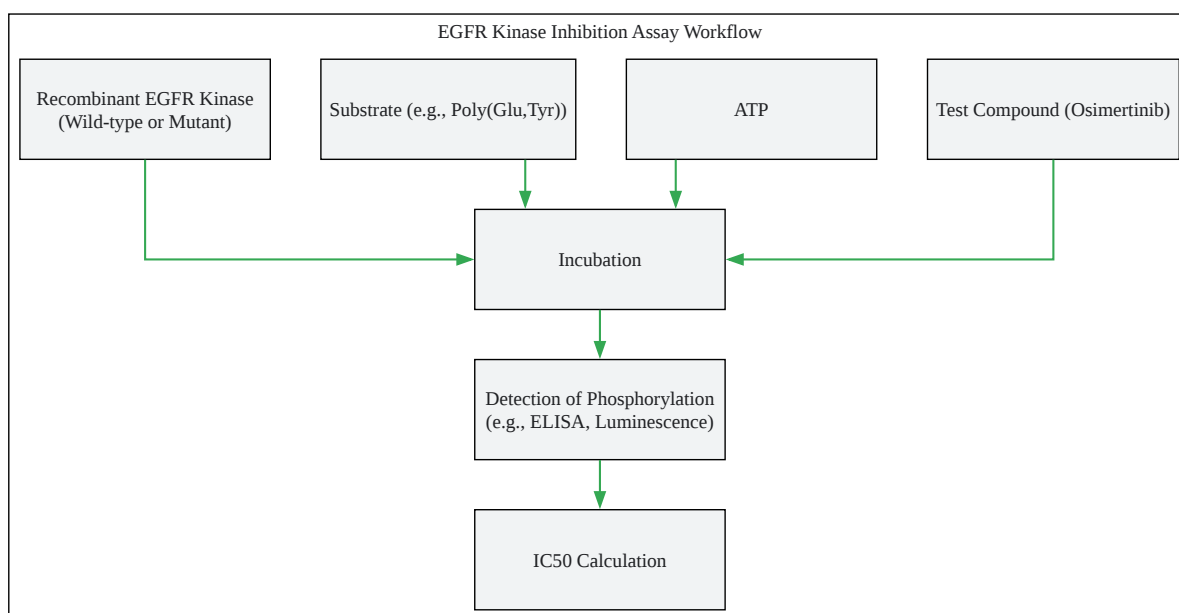 EGFR Kinase Inhibition Assay Workflow
Recombinant EGFR Kinase
(Wild-type or Mutant)
Substrate (e.g., Poly(Glu,Tyr))
ATP
Test Compound (Osimertinib)
Incubation
Detection of Phosphorylation
(e.g., ELISA, Luminescence)
IC50 Calculation